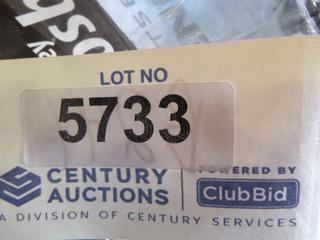 LOT NO
5733
CENTURY
AUCTIONS
POWERED BY
ClubBid
A DIVISION OF CENTURY SERVICES